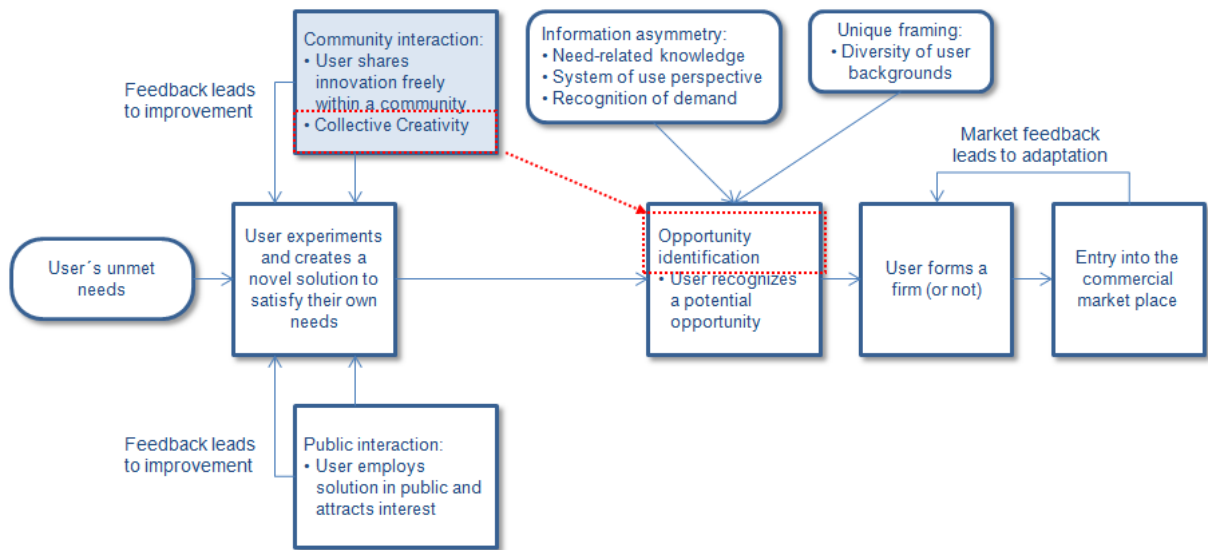 Community interaction:
• User shares
innovation freely
within a community
• Collective Creativity
Information asymmetry:
• Need-related knowledge
• System of use perspective
• Recognition of demand
Unique framing:
• Diversity of user
backgrounds
Feedback leads
to improvement
Market feedback
leads to adaptation
User´s unmet
needs
User experiments
and creates a
novel solution to
satisfy their own
needs
Opportunity
identification
• User recognizes
a potential
opportunity
User forms a
firm (or not)
Entry into the
commercial
market place
Feedback leads
to improvement
Public interaction:
• User employs
solution in public and
attracts interest